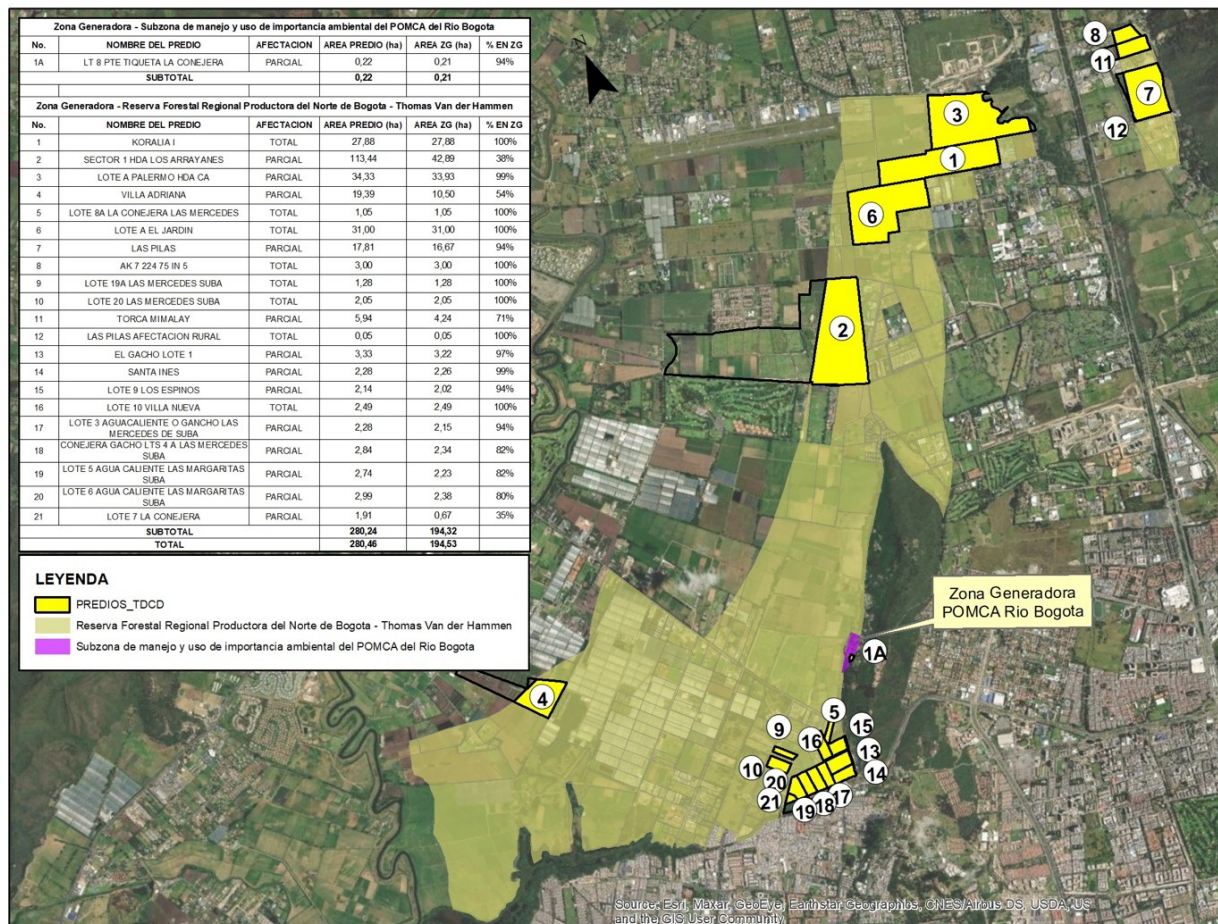 Zona Generadora - Subzona de manejo y uso de importancia ambiental del POMCA del Rio Bogota
No. NOMBRE DEL PREDIO AFECTACION AREA PREDIO (ha) AREA ZG (ha) % EN ZG
1A LT 8 PTE TIQUETA LA CONEJERA PARCIAL 0,22 0,21 94%
SUBTOTAL 0,22 0,21
Zona Generadora - Reserva Forestal Regional Productora del Norte de Bogota - Thomas Van der Hammen
No. NOMBRE DEL PREDIO AFECTACION AREA PREDIO (ha) AREA ZG (ha) % EN ZG
1 KORALIA I TOTAL 27,88 27,88 100%
2 SECTOR 1 HDA LOS ARRAYANES PARCIAL 113,44 42,89 38%
3 LOTE A PALERMO HDA CA PARCIAL 34,33 33,93 99%
4 VILLA ADRIANA PARCIAL 19,39 10,50 54%
5 LOTE 8A LA CONEJERA LAS MERCEDES TOTAL 1,05 1,05 100%
6 LOTE A EL JARDIN TOTAL 31,00 31,00 100%
7 LAS PILAS PARCIAL 17,81 16,67 94%
8 AK 7 224 75 IN 5 TOTAL 3,00 3,00 100%
9 LOTE 19A LAS MERCEDES SUBA TOTAL 1,28 1,28 100%
10 LOTE 20 LAS MERCEDES SUBA TOTAL 2,05 2,05 100%
11 TORCA MIMALAY PARCIAL 5,94 4,24 71%
12 LAS PILAS AFECTACION RURAL TOTAL 0,05 0,05 100%
13 EL GACHO LOTE 1 PARCIAL 3,33 3,22 97%
14 SANTA INES PARCIAL 2,28 2,26 99%
15 LOTE 9 LOS ESPINOS PARCIAL 2,14 2,02 94%
16 LOTE 10 VILLA NUEVA TOTAL 2,49 2,49 100%
17 LOTE 3 AGUACALIENTE O GANCHO LAS
MERCEDES DE SUBA PARCIAL 2,28 2,15 94%
18 CONEJERA GACHO LTS 4 A LAS MERCEDES
SUBA PARCIAL 2,84 2,34 82%
19 LOTE 5 AGUA CALIENTE LAS MARGARITAS
SUBA PARCIAL 2,74 2,23 82%
20 LOTE 6 AGUA CALIENTE LAS MARGARITAS
SUBA PARCIAL 2,99 2,38 80%
21 LOTE 7 LA CONEJERA PARCIAL 1,91 0,67 35%
SUBTOTAL 280,24 194,32
TOTAL 280,46 194,53
LEYENDA
PREDIOS_TDCD
Reserva Forestal Regional Productora del Norte de Bogota - Thomas Van der Hammen
Subzona de manejo y uso de importancia ambiental del POMCA del Rio Bogota
N
8
11
7
12
3
1
6
2
Zona Generadora
POMCA Rio Bogota
1A
4
5
9
16
15
13
10
14
20
21
17
18
19
Source: Esri, Maxar, GeoEye, Earthstar Geographics, CNES/Airbus DS, USDA, US
and the GIS User Community